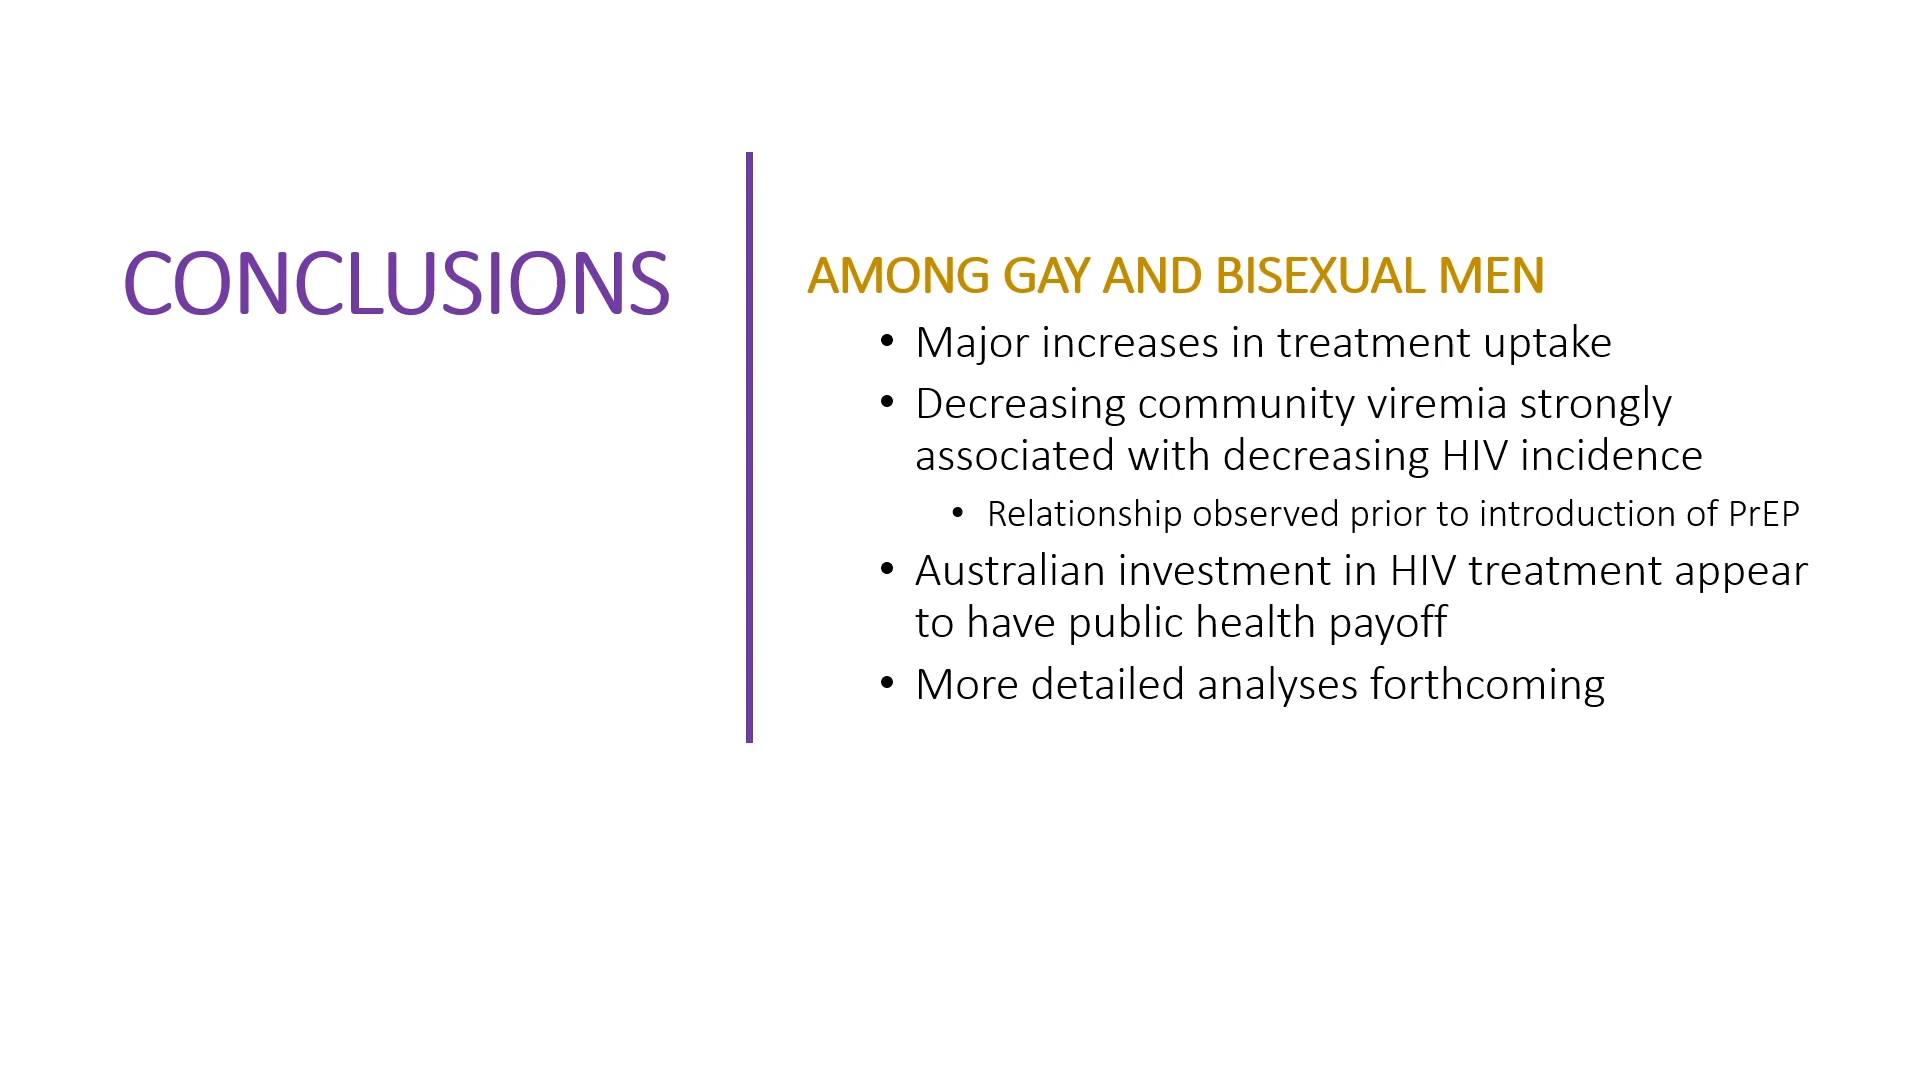 CONCLUSIONS
AMONG GAY AND BISEXUAL MEN
• Major increases in treatment uptake
• Decreasing community viremia strongly
associated with decreasing HIV incidence
• Relationship observed prior to introduction of PrEP
• Australian investment in HIV treatment appear
to have public health payoff
• More detailed analyses forthcoming